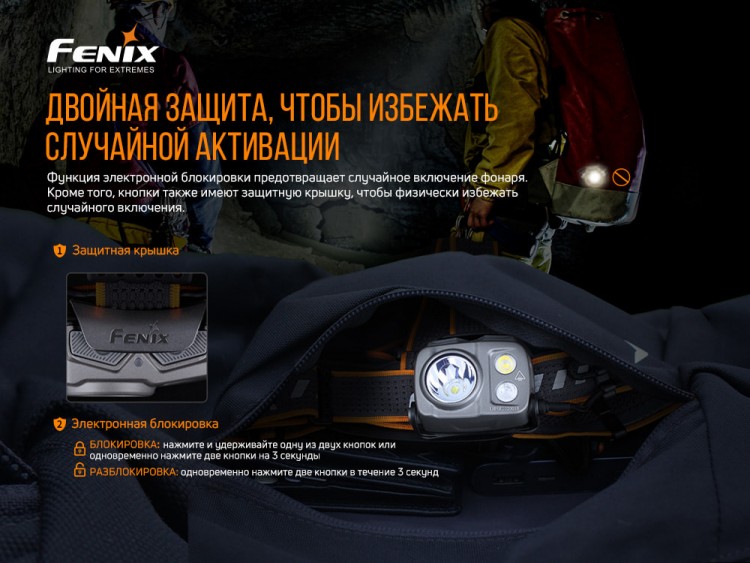 FENIX
LIGHTING FOR EXTREMES
ДВОЙНАЯ ЗАЩИТА, ЧТОБЫ ИЗБЕЖАТЬ
СЛУЧАЙНОЙ АКТИВАЦИИ
Функция электронной блокировки предотвращает случайное включение фонаря.
Кроме того, кнопки также имеют защитную крышку, чтобы физически избежать
случайного включения.
1 Защитная крышка
FENIX
2 Электронная блокировка
БЛОКИРОВКА: нажмите и удерживайте одну из двух кнопок или
одновременно нажмите две кнопки на 3 секунды
РАЗБЛОКИРОВКА: одновременно нажмите две кнопки в течение 3 секунд